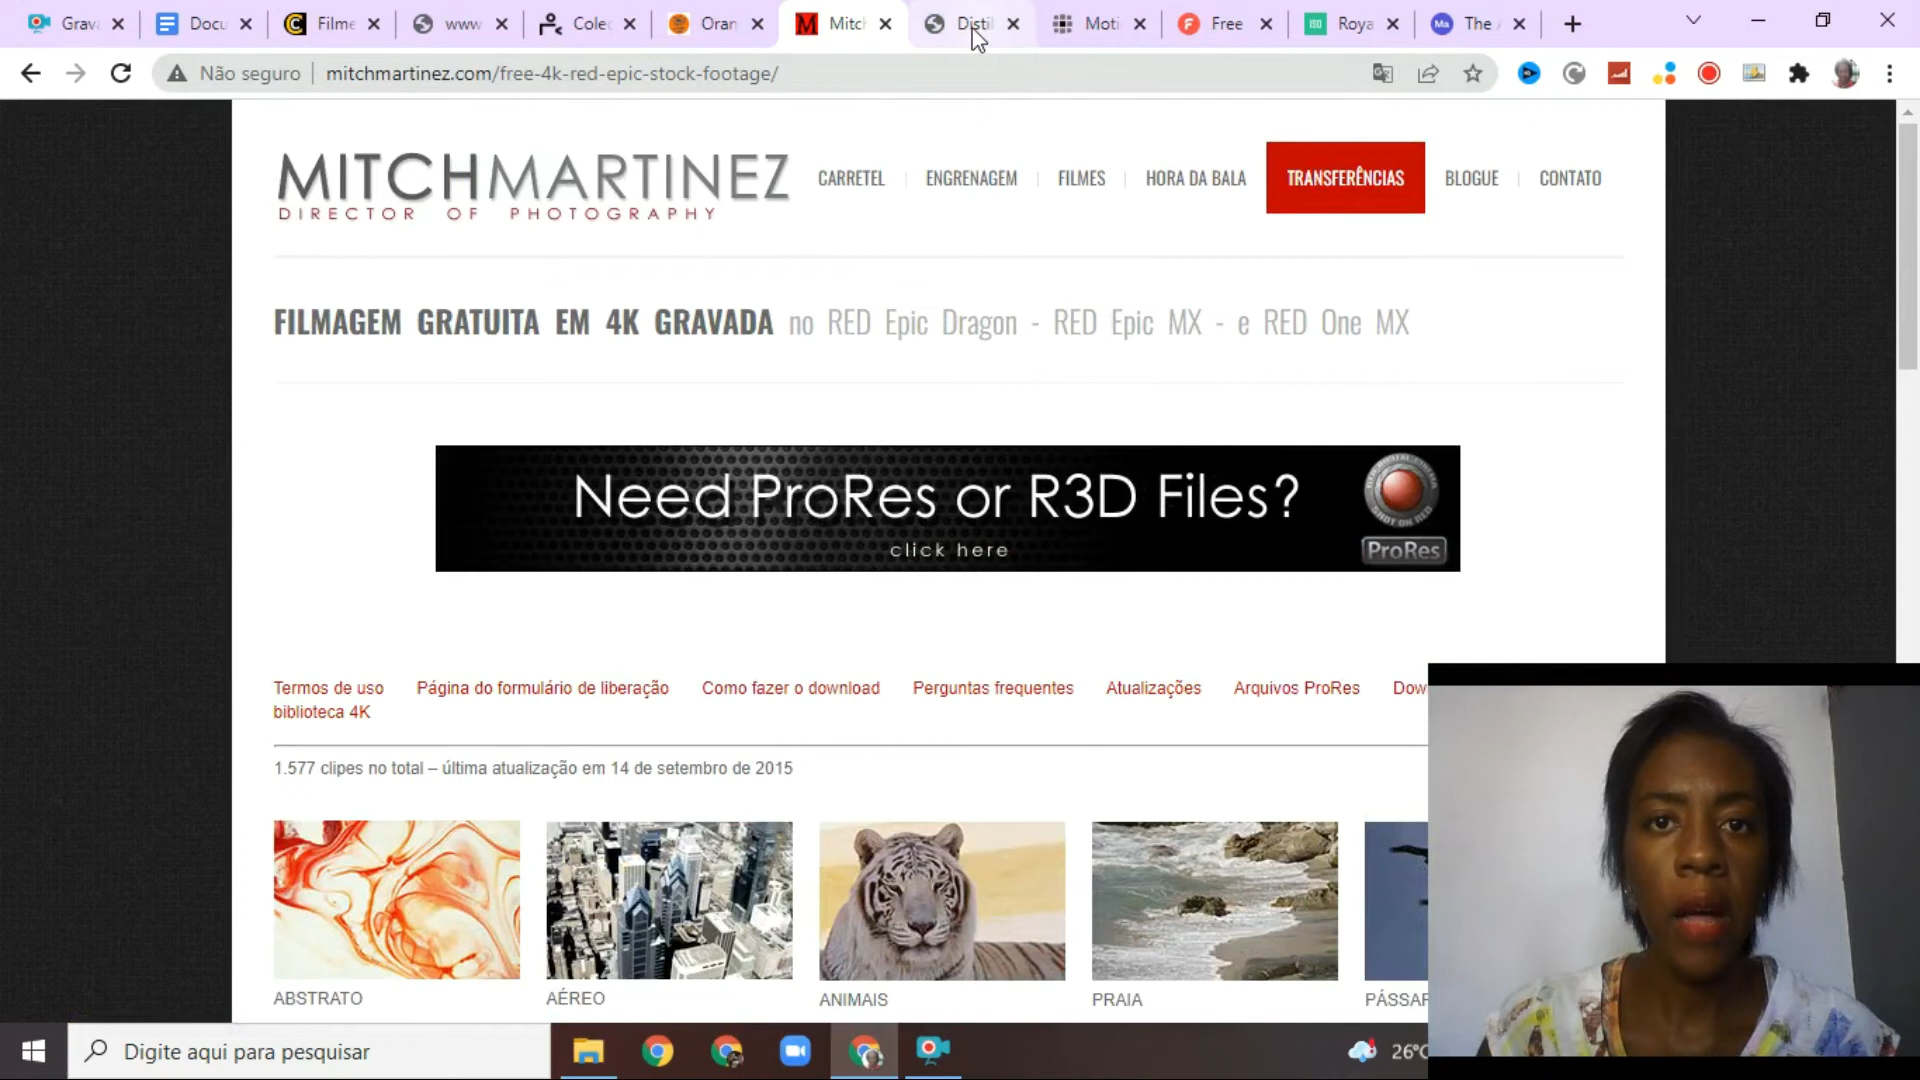 Grava
Docu
Filme
www
Colec
Oran
Mitch
Distil
Moti
Free
Roya
The
Não seguro
mitchmartinez.com/free-4k-red-epic-stock-footage/
MITCHMARTINEZ
DIRECTOR OF PHOTOGRAPHY
CARRETEL
ENGRENAGEM
FILMES
HORA DA BALA
TRANSFERÊNCIAS
BLOGUE
CONTATO
FILMAGEM GRATUITA EM 4K GRAVADA no RED Epic Dragon - RED Epic MX - e RED One MX
Need ProRes or R3D Files?
click here
ProRes
Termos de uso Página do formulário de liberação Como fazer o download Perguntas frequentes Atualizações Arquivos ProRes Dow
biblioteca 4K
1.577 clipes no total – última atualização em 14 de setembro de 2015
ABSTRATO
AÉREO
ANIMAIS
PRAIA
PÁSSAR
Digite aqui para pesquisar
26°C